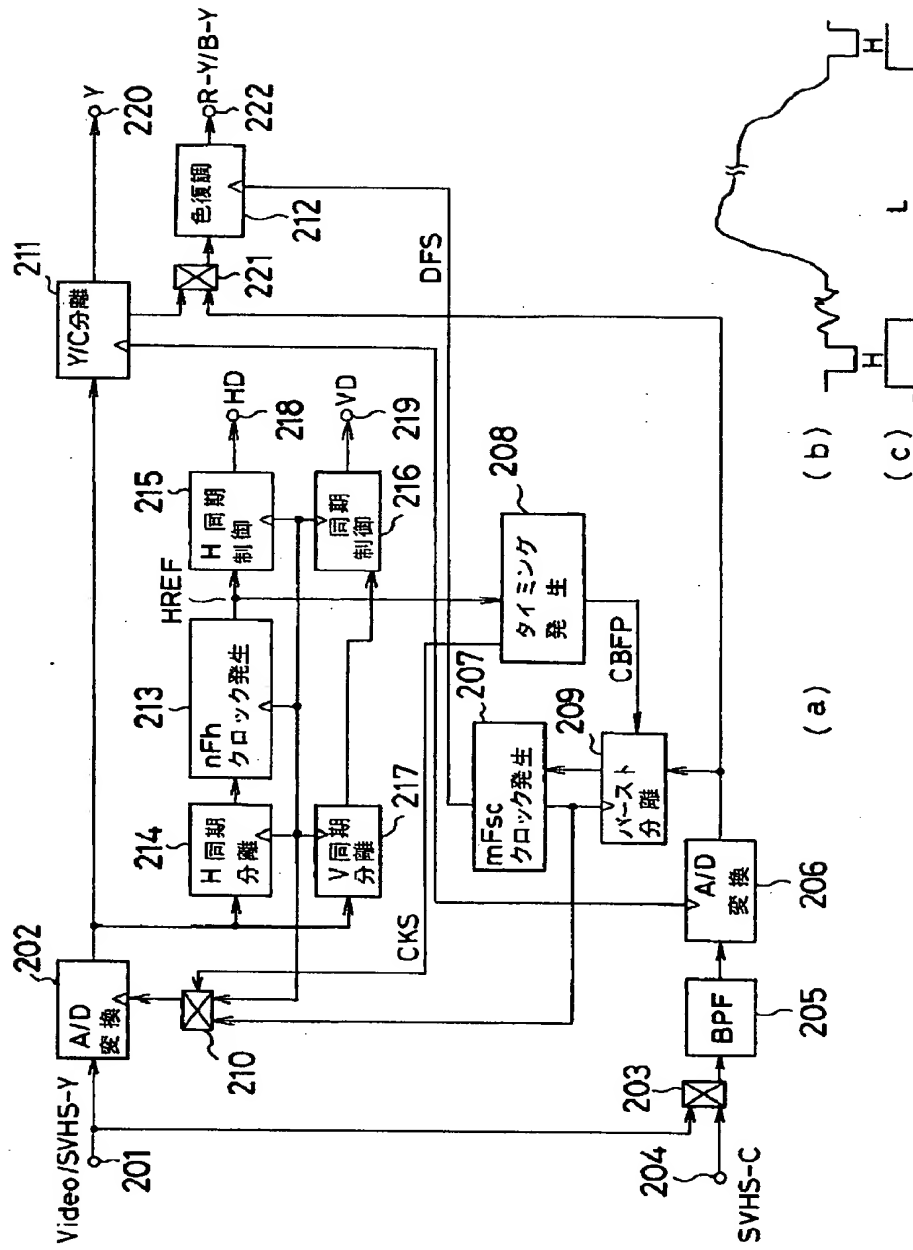 Video/SVHS-Y
201
202
A/D
変換
203
204
SVHS-C
BPF
205
A/D
変換
206
210
CKS
214
H同期
分離
213
nFh
クロック発生
HREF
215
H同期
制御
HD
218
V同期
分離
217
同期
制御
216
VD
219
207
mFsc
クロック発生
209
バースト
分離
CBFP
208
タイミング
発生
DFS
211
Y/C分離
Y
220
221
色復調
212
R-Y/B-Y
222
(a)
(b)
H
H
(c)
L